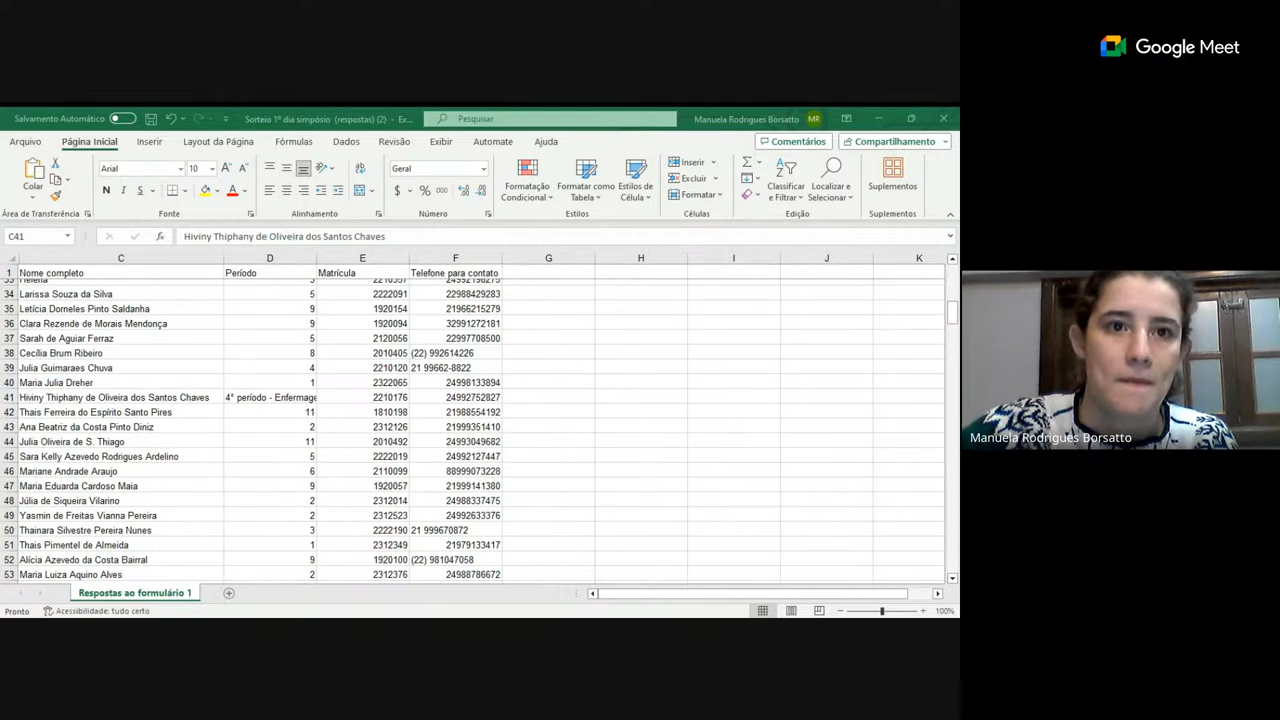 Google Meet
Salvamento Automático
Sorteio 1º dia simpósio (respostas) (2) - Ex...
Pesquisar
Manuela Rodrigues Borsatto
MR
Arquivo Página Inicial Inserir Layout da Página Fórmulas Dados Revisão Exibir Automate Ajuda
Comentários
Compartilhamento
Colar
Arial 10
N I S
Geral
$ % 000
Formatação Condicional
Formatar como Tabela
Estilos de Célula
Inserir
Excluir
Formatar
Classificar e Filtrar
Localizar e Selecionar
Suplementos
Área de Transferência Fonte Alinhamento Número Estilos Células Edição Suplementos
C41 fx Hiviny Thiphany de Oliveira dos Santos Chaves
C D E F G H I J K
1 Nome completo Período Matrícula Telefone para contato
34 Larissa Souza da Silva 5 2222091 22988429283
35 Letícia Dorneles Pinto Saldanha 9 1920154 21966215279
36 Clara Rezende de Morais Mendonça 9 1920094 32991272181
37 Sarah de Aguiar Ferraz 5 2120056 22997708500
38 Cecília Brum Ribeiro 8 2010405 (22) 992614226
39 Julia Guimaraes Chuva 4 2210120 21 99662-8822
40 Maria Julia Dreher 1 2322065 24998133894
41 Hiviny Thiphany de Oliveira dos Santos Chaves 4° período - Enfermage 2210176 24992752827
42 Thais Ferreira do Espírito Santo Pires 11 1810198 21988554192
43 Ana Beatriz da Costa Pinto Diniz 2 2312126 21999351410
44 Julia Oliveira de S. Thiago 11 2010492 24993049682
45 Sara Kelly Azevedo Rodrigues Ardelino 5 2222019 24992127447
46 Mariane Andrade Araujo 6 2110099 88999073228
47 Maria Eduarda Cardoso Maia 9 1920057 21999141380
48 Júlia de Siqueira Vilarino 2 2312014 24988337475
49 Yasmin de Freitas Vianna Pereira 2 2312523 24992633376
50 Thainara Silvestre Pereira Nunes 3 2222190 21 999670872
51 Thais Pimentel de Almeida 1 2312349 21979133417
52 Alícia Azevedo da Costa Bairral 9 1920100 (22) 981047058
53 Maria Luiza Aquino Alves 2 2312376 24988786672
Respostas ao formulário 1
Pronto Acessibilidade: tudo certo 100%
Manuela Rodrigues Borsatto